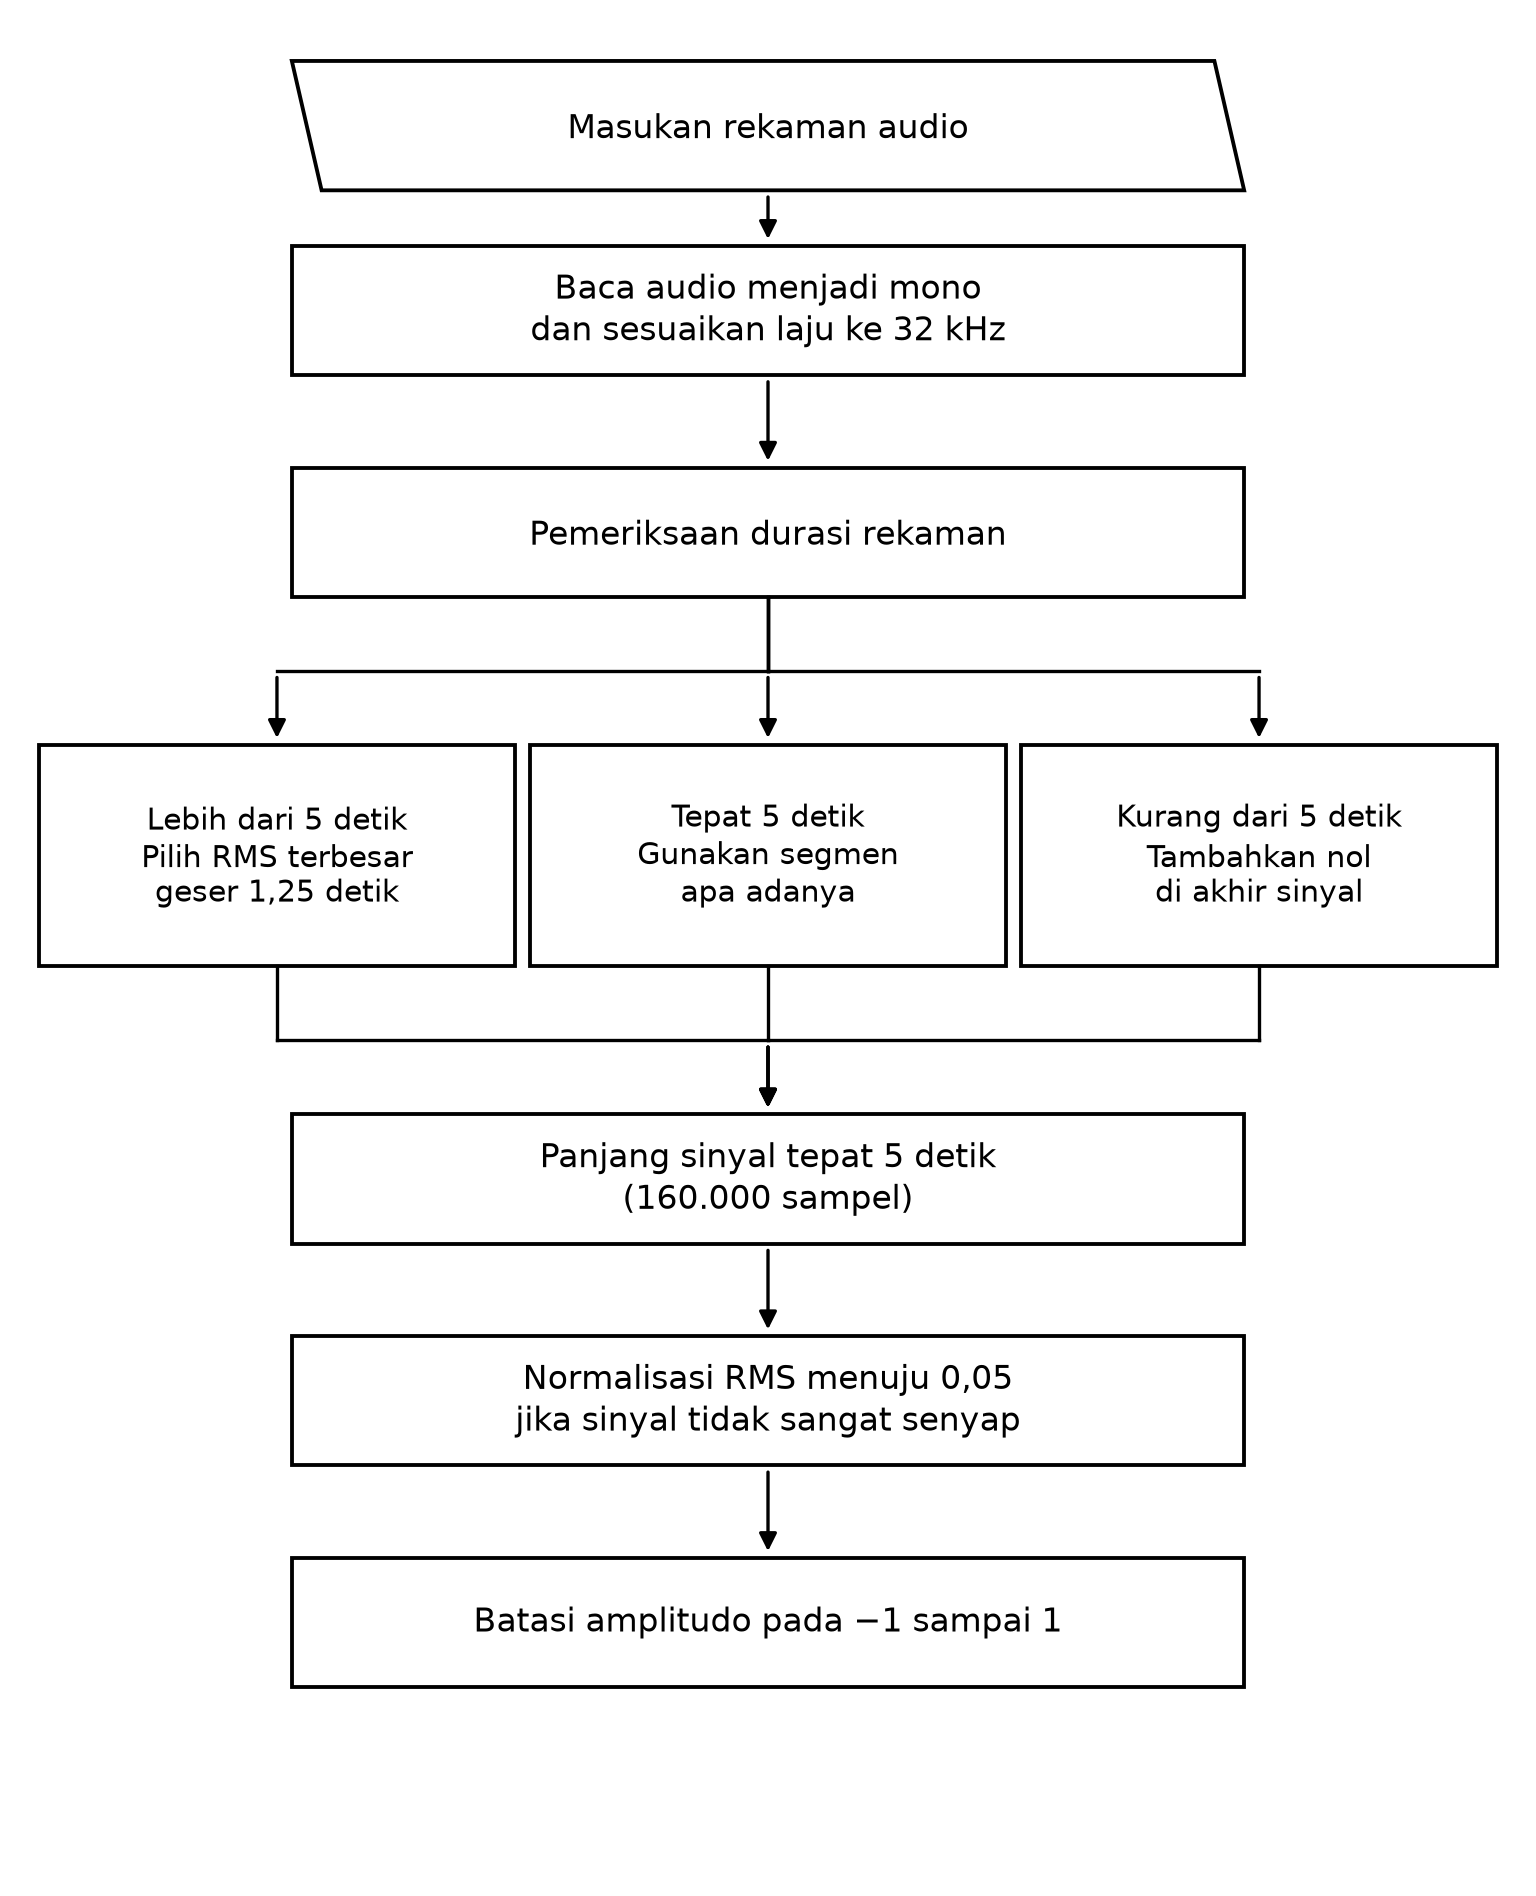 Masukan rekaman audio
Baca audio menjadi mono
dan sesuaikan laju ke 32 kHz
Pemeriksaan durasi rekaman
Lebih dari 5 detik
Pilih RMS terbesar
geser 1,25 detik
Tepat 5 detik
Gunakan segmen
apa adanya
Kurang dari 5 detik
Tambahkan nol
di akhir sinyal
Panjang sinyal tepat 5 detik
(160.000 sampel)
Normalisasi RMS menuju 0,05
jika sinyal tidak sangat senyap
Batasi amplitudo pada −1 sampai 1